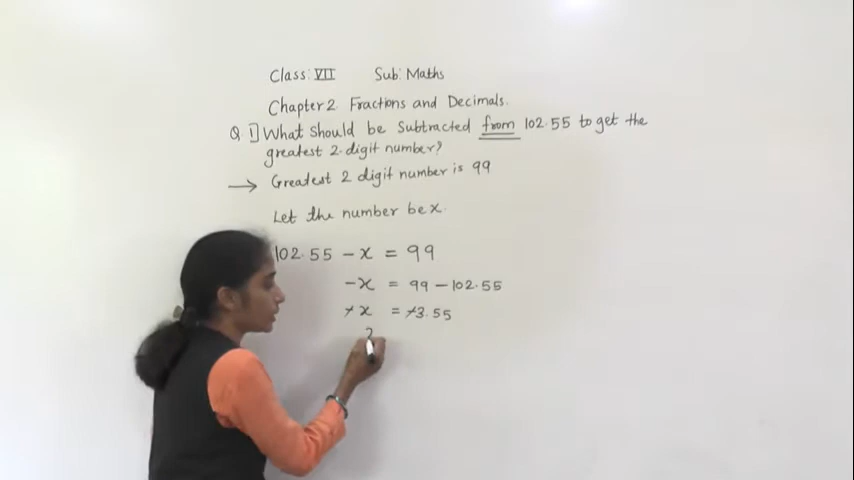 Class: VII Sub: Maths
Chapter 2 Fractions and Decimals.
Q 1] What should be subtracted from 102.55 to get the
greatest 2-digit number?
→ Greatest 2 digit number is 99
Let the number be x.
102.55 - x = 99
-x = 99 - 102.55
-x = -3.55